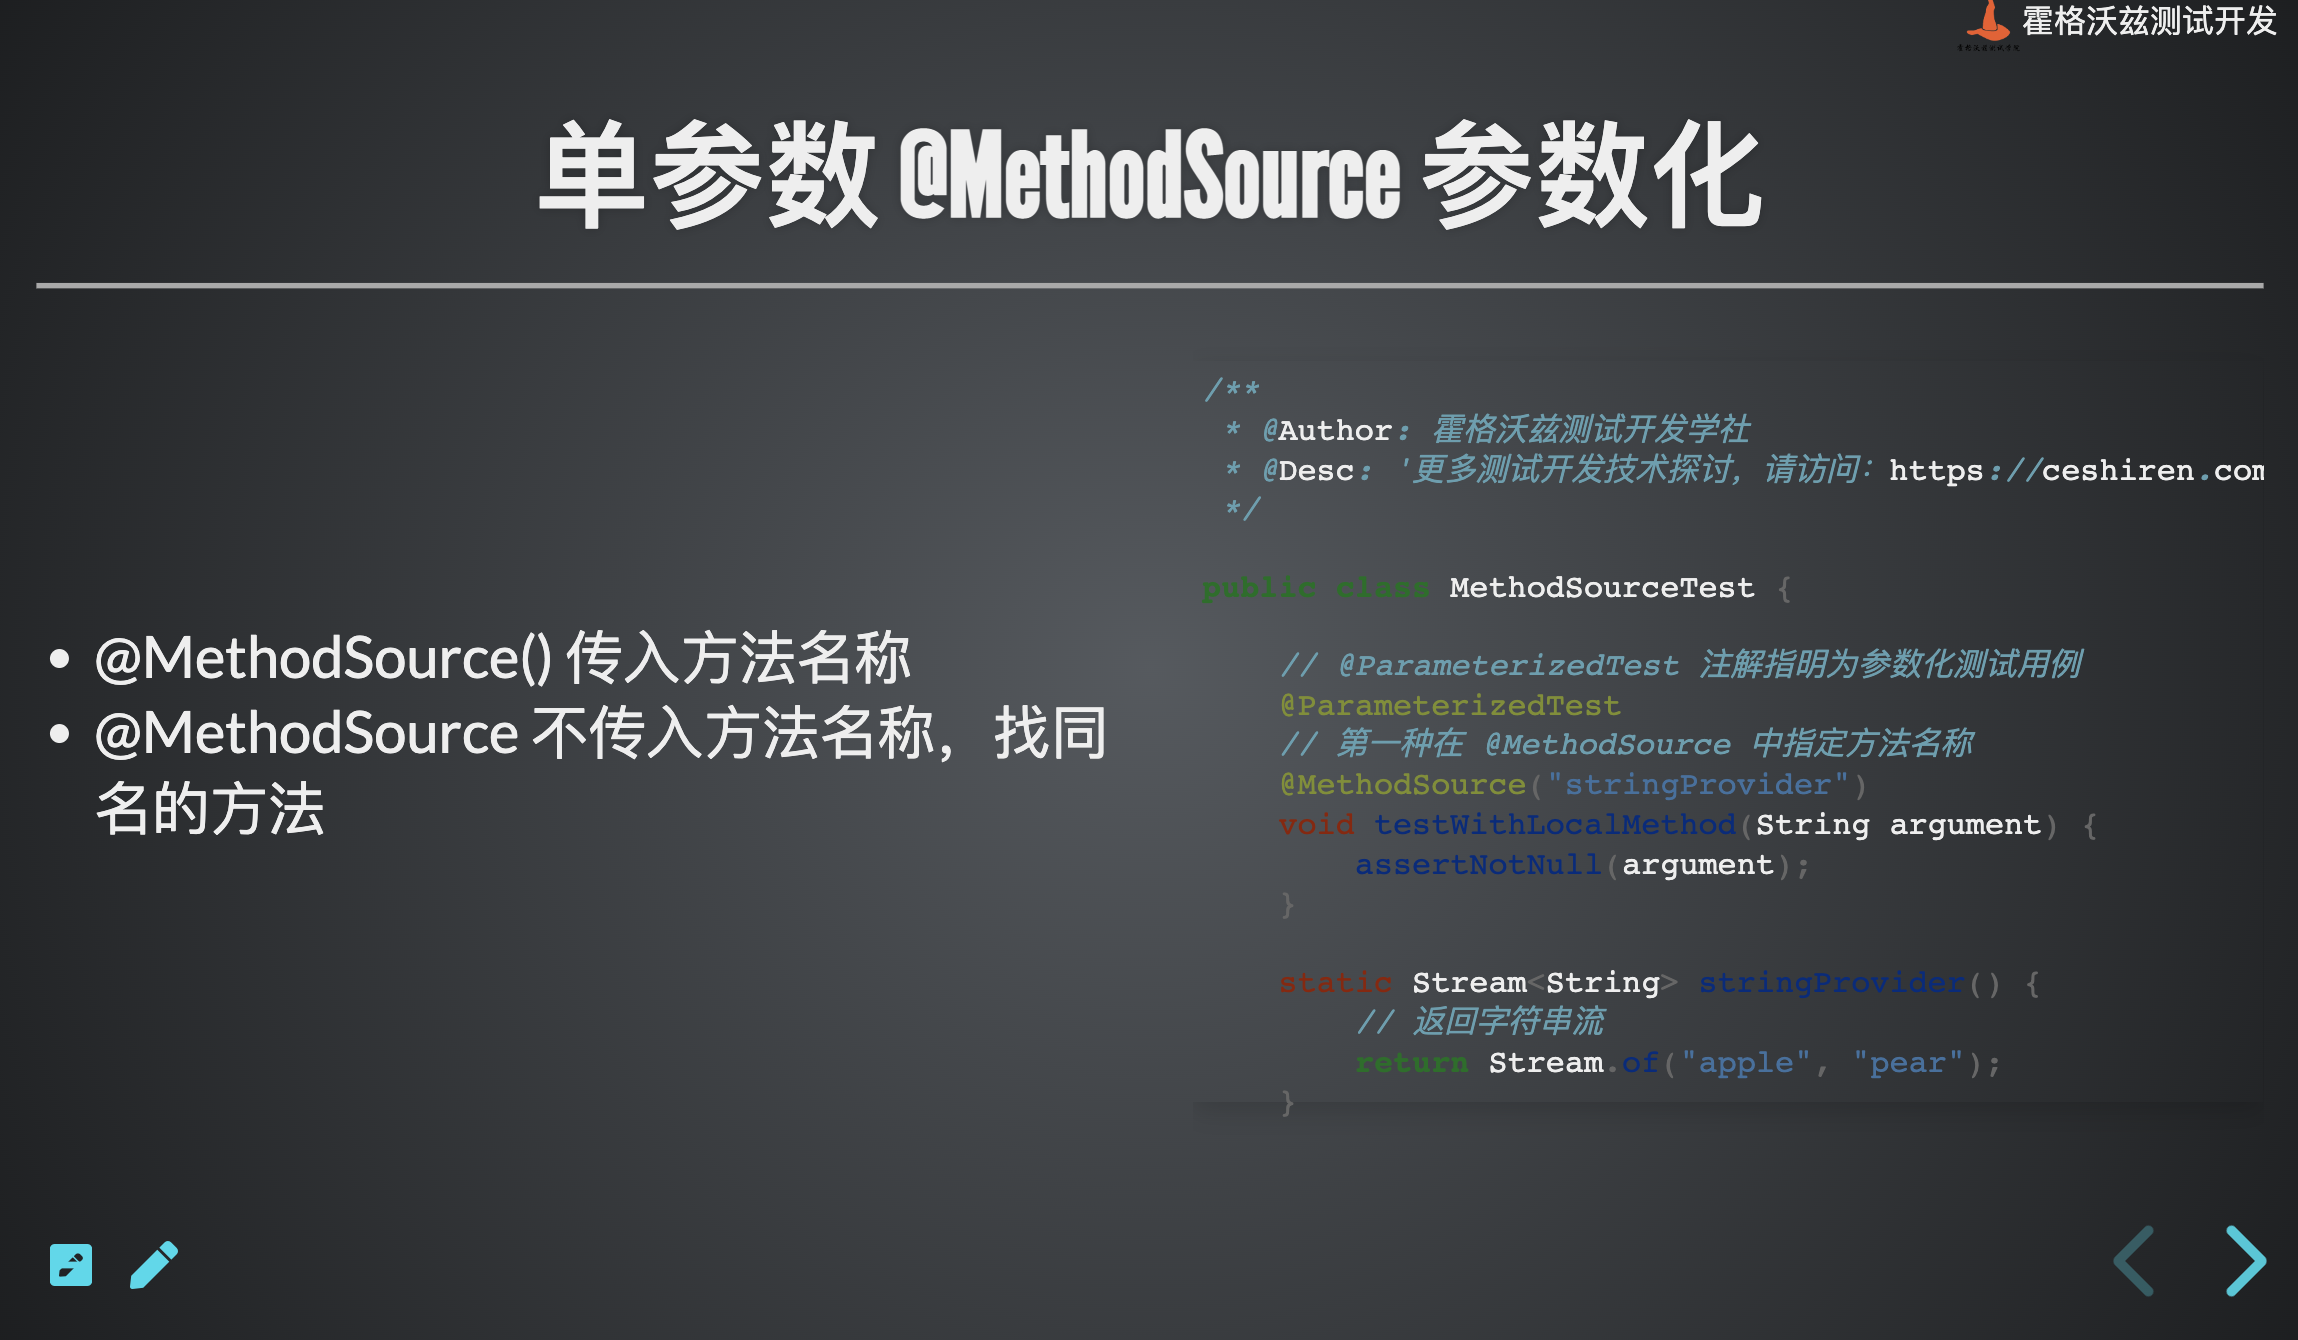 霍格沃兹测试开发
单参数 @MethodSource 参数化
• @MethodSource() 传入方法名称
• @MethodSource 不传入方法名称，找同
名的方法
/**
 * @Author: 霍格沃兹测试开发学社
 * @Desc: '更多测试开发技术探讨，请访问：https://ceshiren.com
 */
public class MethodSourceTest {
    // @ParameterizedTest 注解指明为参数化测试用例
    @ParameterizedTest
    // 第一种在 @MethodSource 中指定方法名称
    @MethodSource("stringProvider")
    void testWithLocalMethod(String argument) {
        assertNotNull(argument);
    }
    static Stream<String> stringProvider() {
        // 返回字符串流
        return Stream.of("apple", "pear");
    }